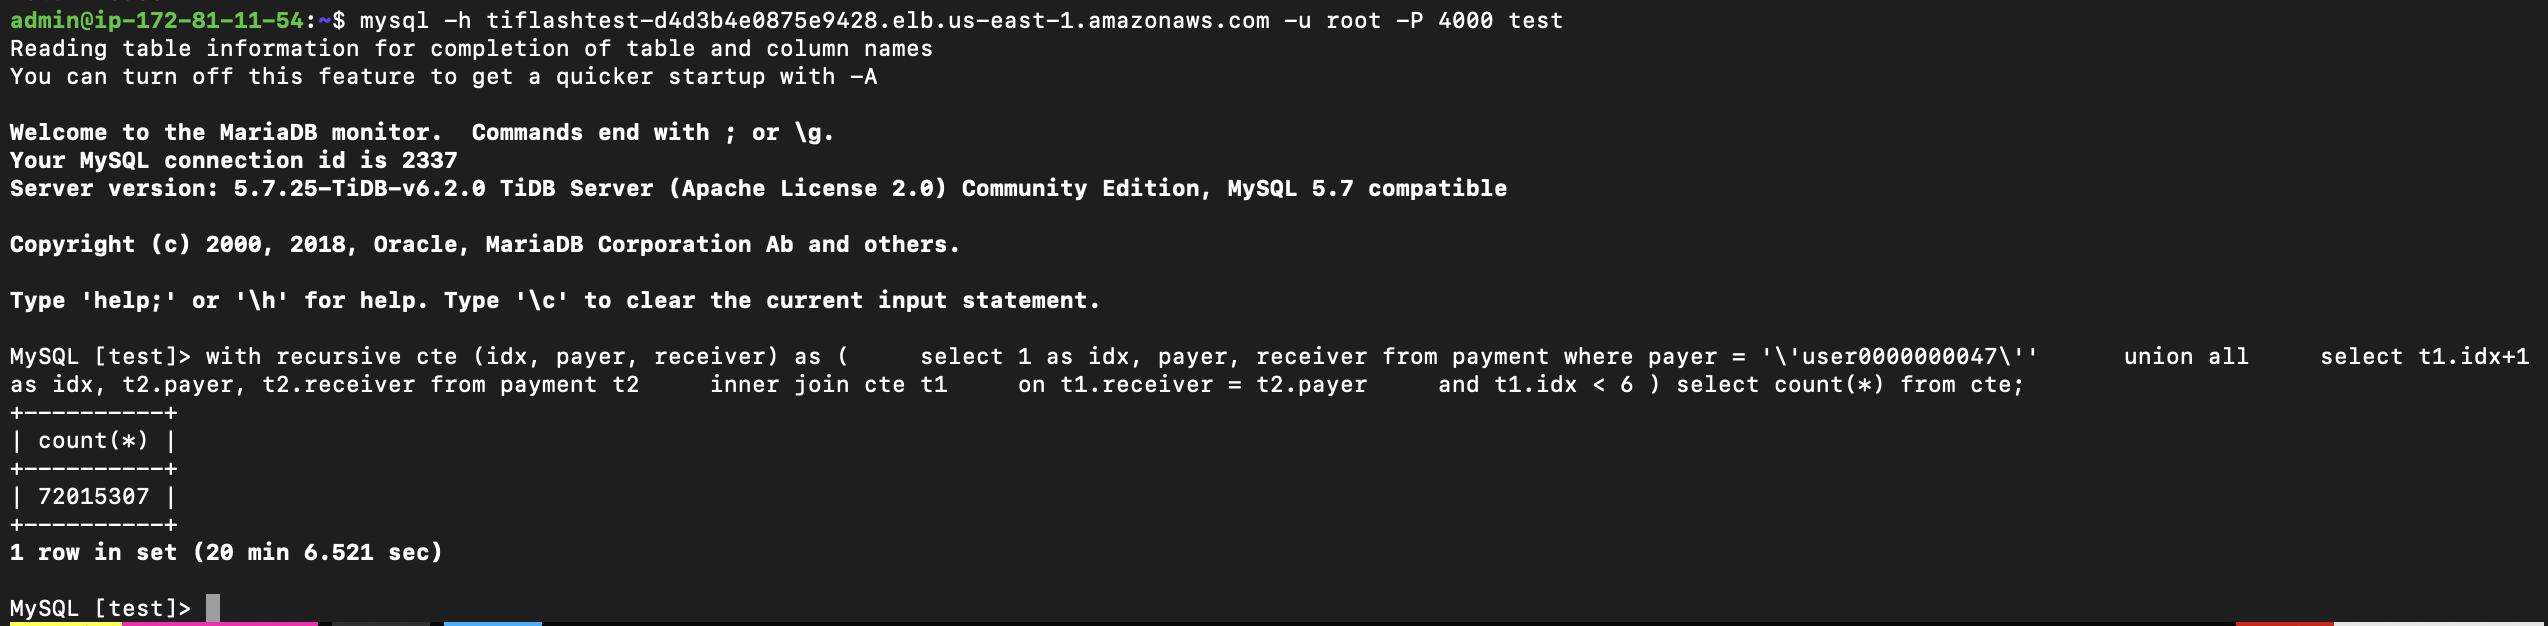 admin@ip-172-81-11-54:~$ mysql -h tiflashtest-d4d3b4e0875e9428.elb.us-east-1.amazonaws.com -u root -P 4000 test
Reading table information for completion of table and column names
You can turn off this feature to get a quicker startup with -A
Welcome to the MariaDB monitor.  Commands end with ; or \g.
Your MySQL connection id is 2337
Server version: 5.7.25-TiDB-v6.2.0 TiDB Server (Apache License 2.0) Community Edition, MySQL 5.7 compatible
Copyright (c) 2000, 2018, Oracle, MariaDB Corporation Ab and others.
Type 'help;' or '\h' for help. Type '\c' to clear the current input statement.
MySQL [test]> with recursive cte (idx, payer, receiver) as (     select 1 as idx, payer, receiver from payment where payer = '\'user0000000047\''      union all     select t1.idx+1
as idx, t2.payer, t2.receiver from payment t2     inner join cte t1     on t1.receiver = t2.payer     and t1.idx < 6 ) select count(*) from cte;
+----------+
| count(*) |
+----------+
| 72015307 |
+----------+
1 row in set (20 min 6.521 sec)
MySQL [test]>